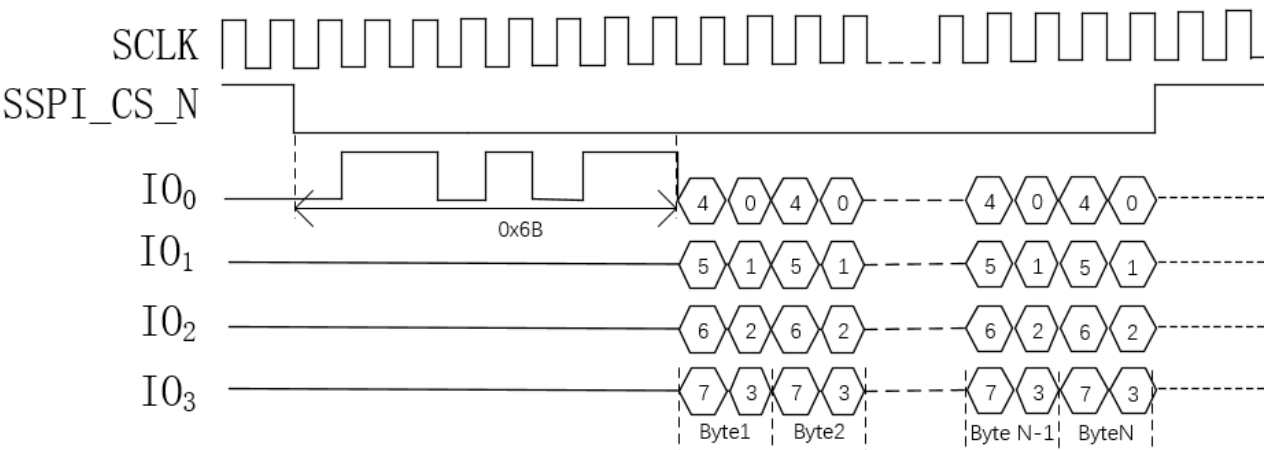 SCLK
SSPI_CS_N
IO0 4 0 4 0 4 0 4 0
0x6B
IO1 5 1 5 1 5 1 5 1
IO2 6 2 6 2 6 2 6 2
IO3 7 3 7 3 7 3 7 3
Byte1 Byte2 Byte N-1 ByteN